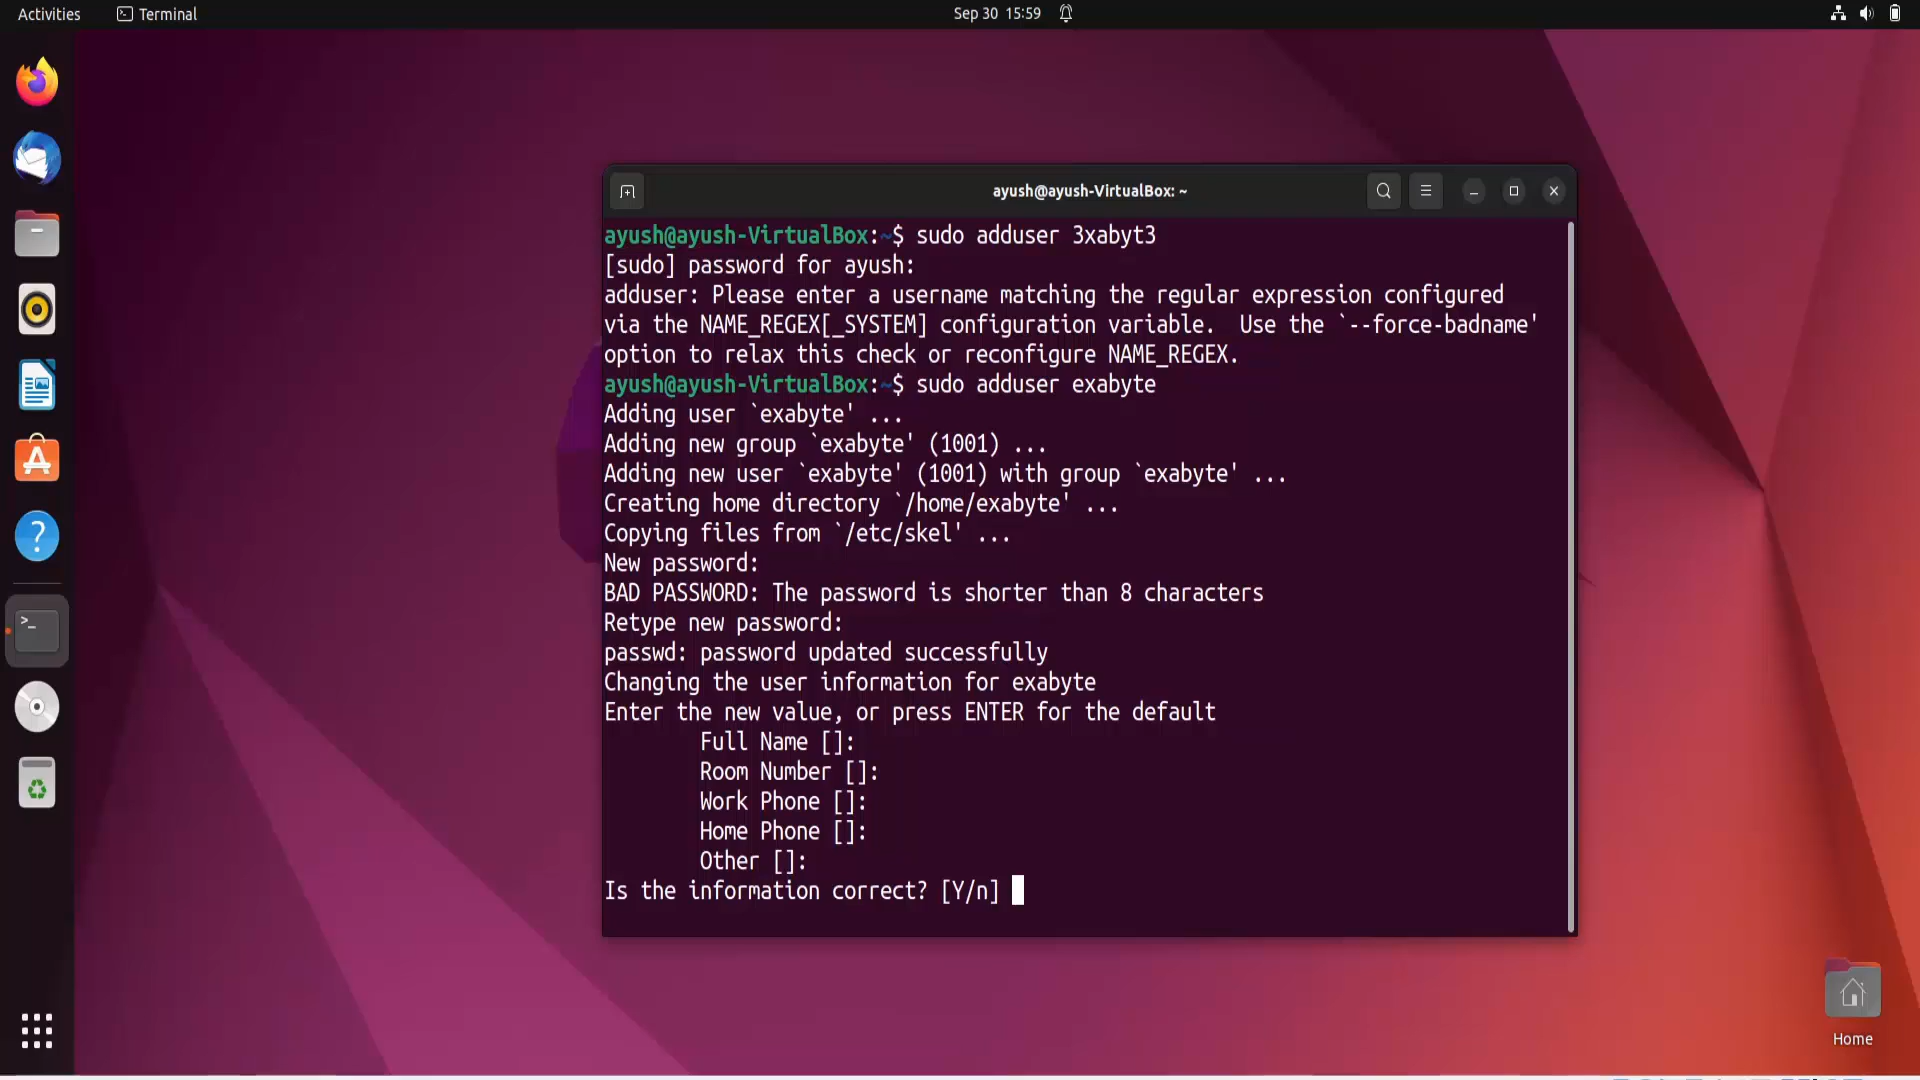 Activities
Terminal
Sep 30 15:59
ayush@ayush-VirtualBox: ~
ayush@ayush-VirtualBox:~$ sudo adduser 3xabyt3
[sudo] password for ayush:
adduser: Please enter a username matching the regular expression configured
via the NAME_REGEX[_SYSTEM] configuration variable.  Use the `--force-badname'
option to relax this check or reconfigure NAME_REGEX.
ayush@ayush-VirtualBox:~$ sudo adduser exabyte
Adding user `exabyte' ...
Adding new group `exabyte' (1001) ...
Adding new user `exabyte' (1001) with group `exabyte' ...
Creating home directory `/home/exabyte' ...
Copying files from `/etc/skel' ...
New password:
BAD PASSWORD: The password is shorter than 8 characters
Retype new password:
passwd: password updated successfully
Changing the user information for exabyte
Enter the new value, or press ENTER for the default
Full Name []:
Room Number []:
Work Phone []:
Home Phone []:
Other []:
Is the information correct? [Y/n]
Home